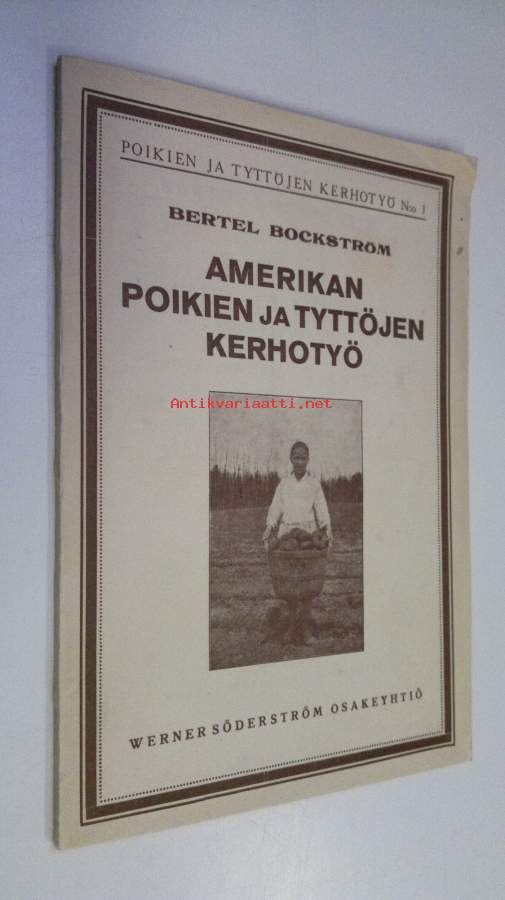 POIKIEN JA TYTTÖJEN KERHOTYÖ N:o 1
BERTEL BOCKSTRÖM
AMERIKAN
POIKIEN JA TYTTÖJEN
KERHOTYÖ
Antikvariaatti.net
WERNER SÖDERSTRÖM OSAKEYHTIÖ